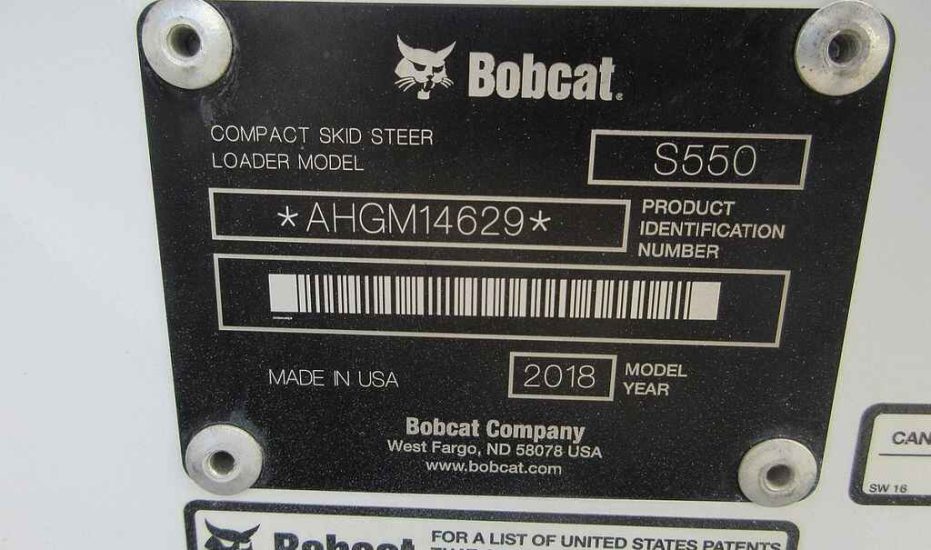 Bobcat.
COMPACT SKID STEER
LOADER MODEL
S550
*AHGM14629*
PRODUCT
IDENTIFICATION
NUMBER
MADE IN USA
2018
MODEL
YEAR
Bobcat Company
West Fargo, ND 58078 USA
www.bobcat.com
CAN
SW 16
Bobcat
FOR A LIST OF UNITED STATES PATENTS